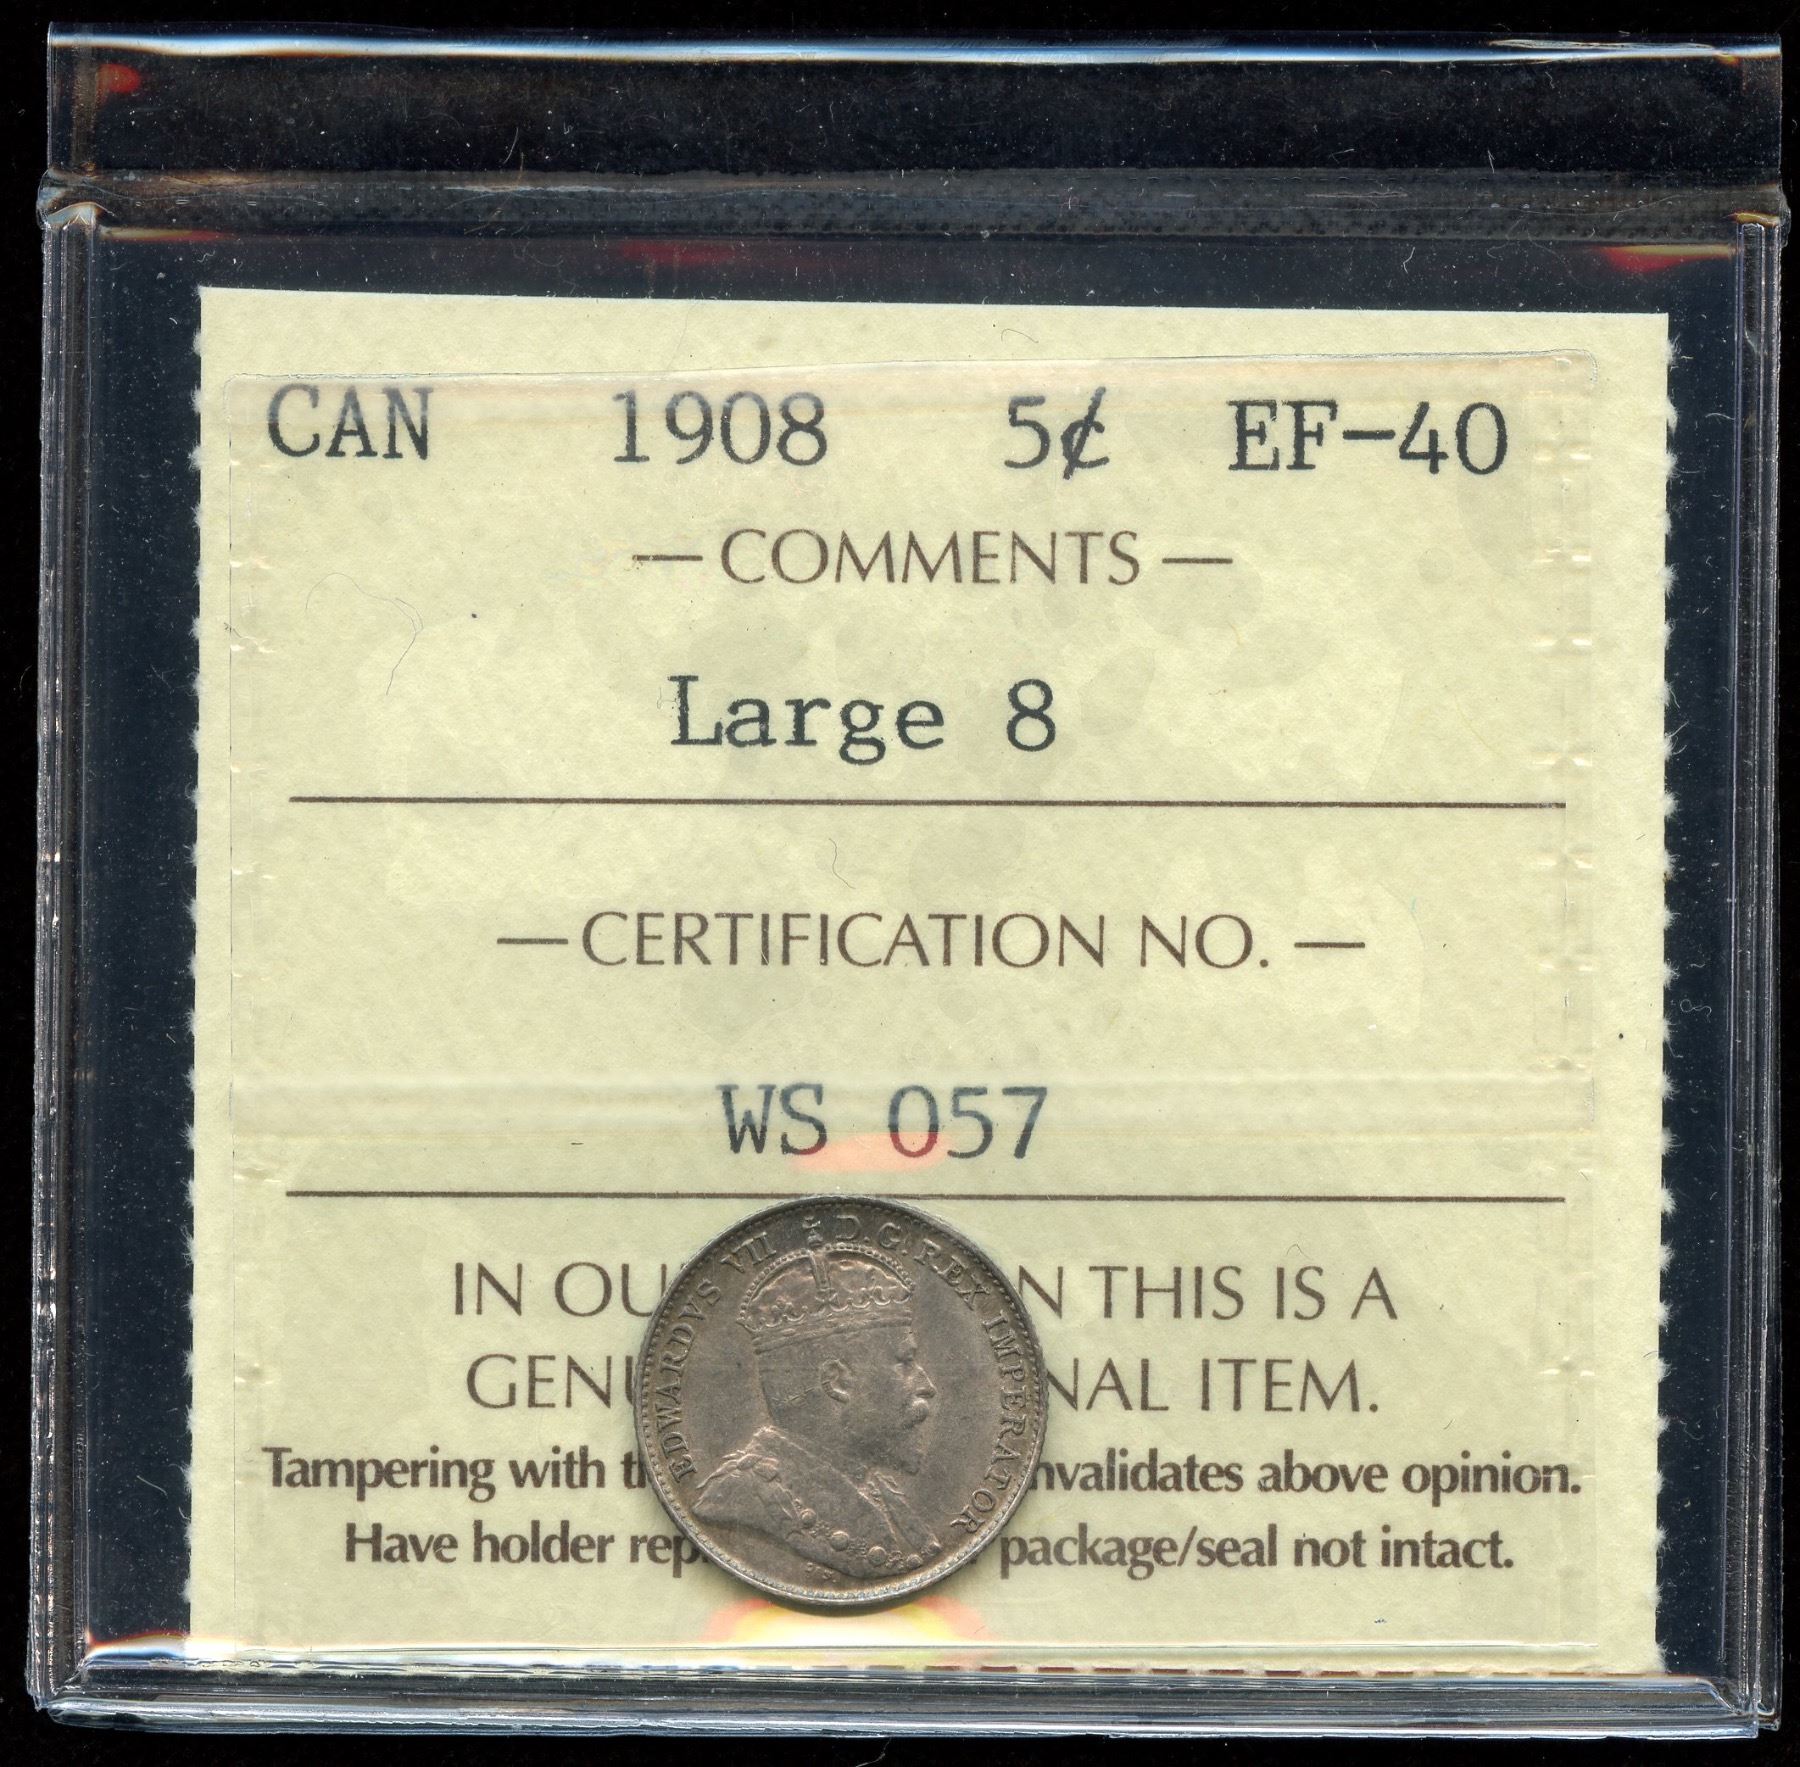 CAN 1908 5¢ EF-40
— COMMENTS —
Large 8
— CERTIFICATION NO. —
WS 057
IN OU N THIS IS A
GENU NAL ITEM.
Tampering with th nvalidates above opinion.
Have holder rep package/seal not intact.
EDWARDVS VII D.G. REX IMPERATOR